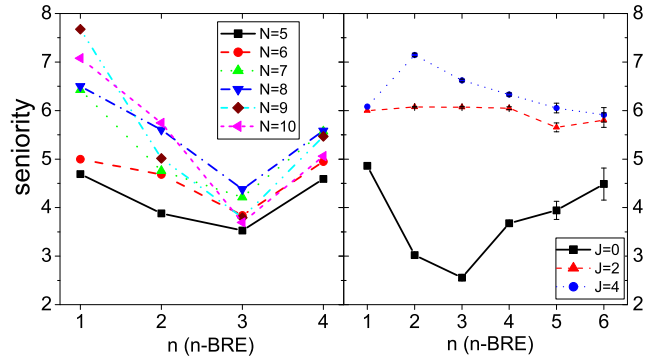 8
7
6
5
4
3
2
seniority
1 2 3 4
n (n-BRE)
N=5
N=6
N=7
N=8
N=9
N=10
1 2 3 4 5 6
n (n-BRE)
J=0
J=2
J=4
8
7
6
5
4
3
2